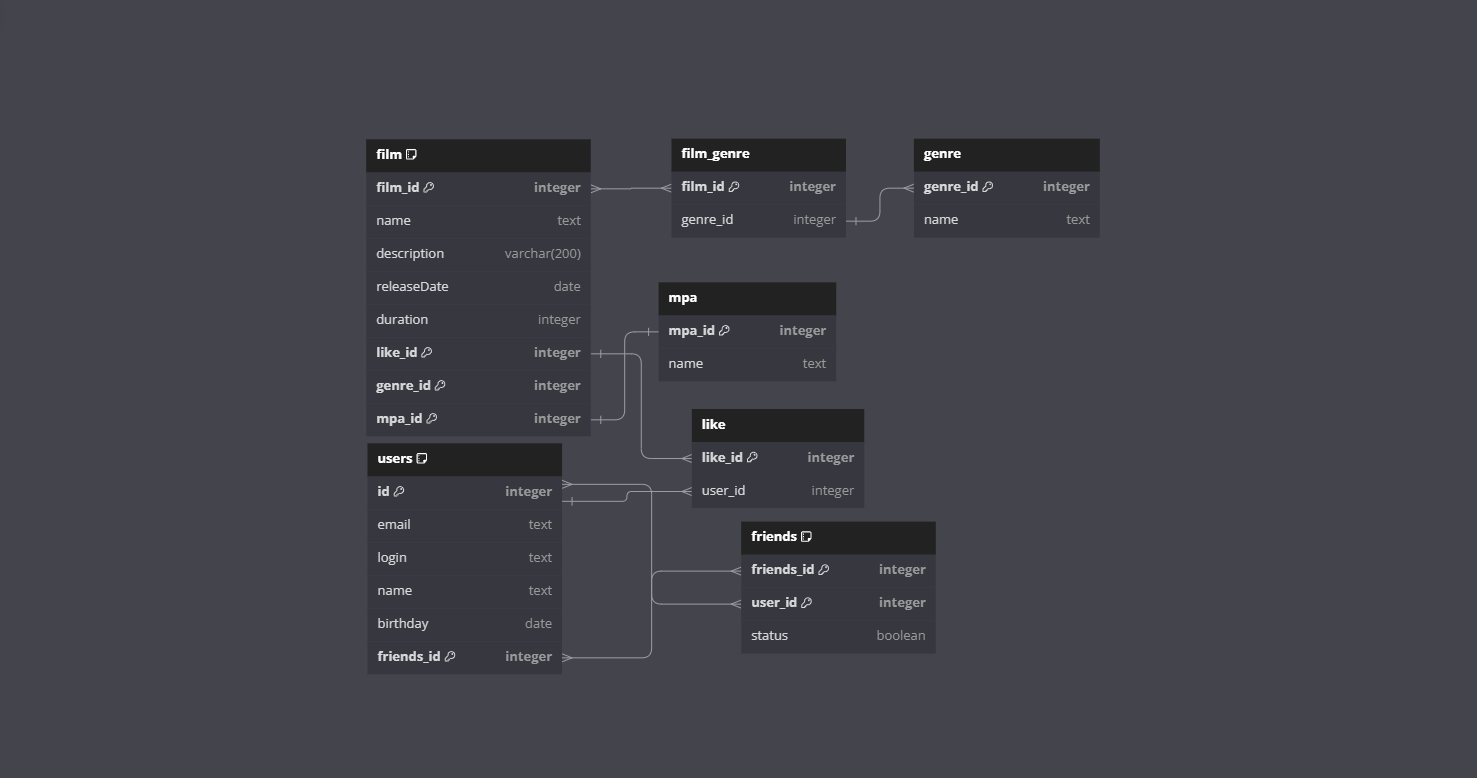 film
film_id integer
name text
description varchar(200)
releaseDate date
duration integer
like_id integer
genre_id integer
mpa_id integer
film_genre
film_id integer
genre_id integer
genre
genre_id integer
name text
mpa
mpa_id integer
name text
like
like_id integer
user_id integer
users
id integer
email text
login text
name text
birthday date
friends_id integer
friends
friends_id integer
user_id integer
status boolean